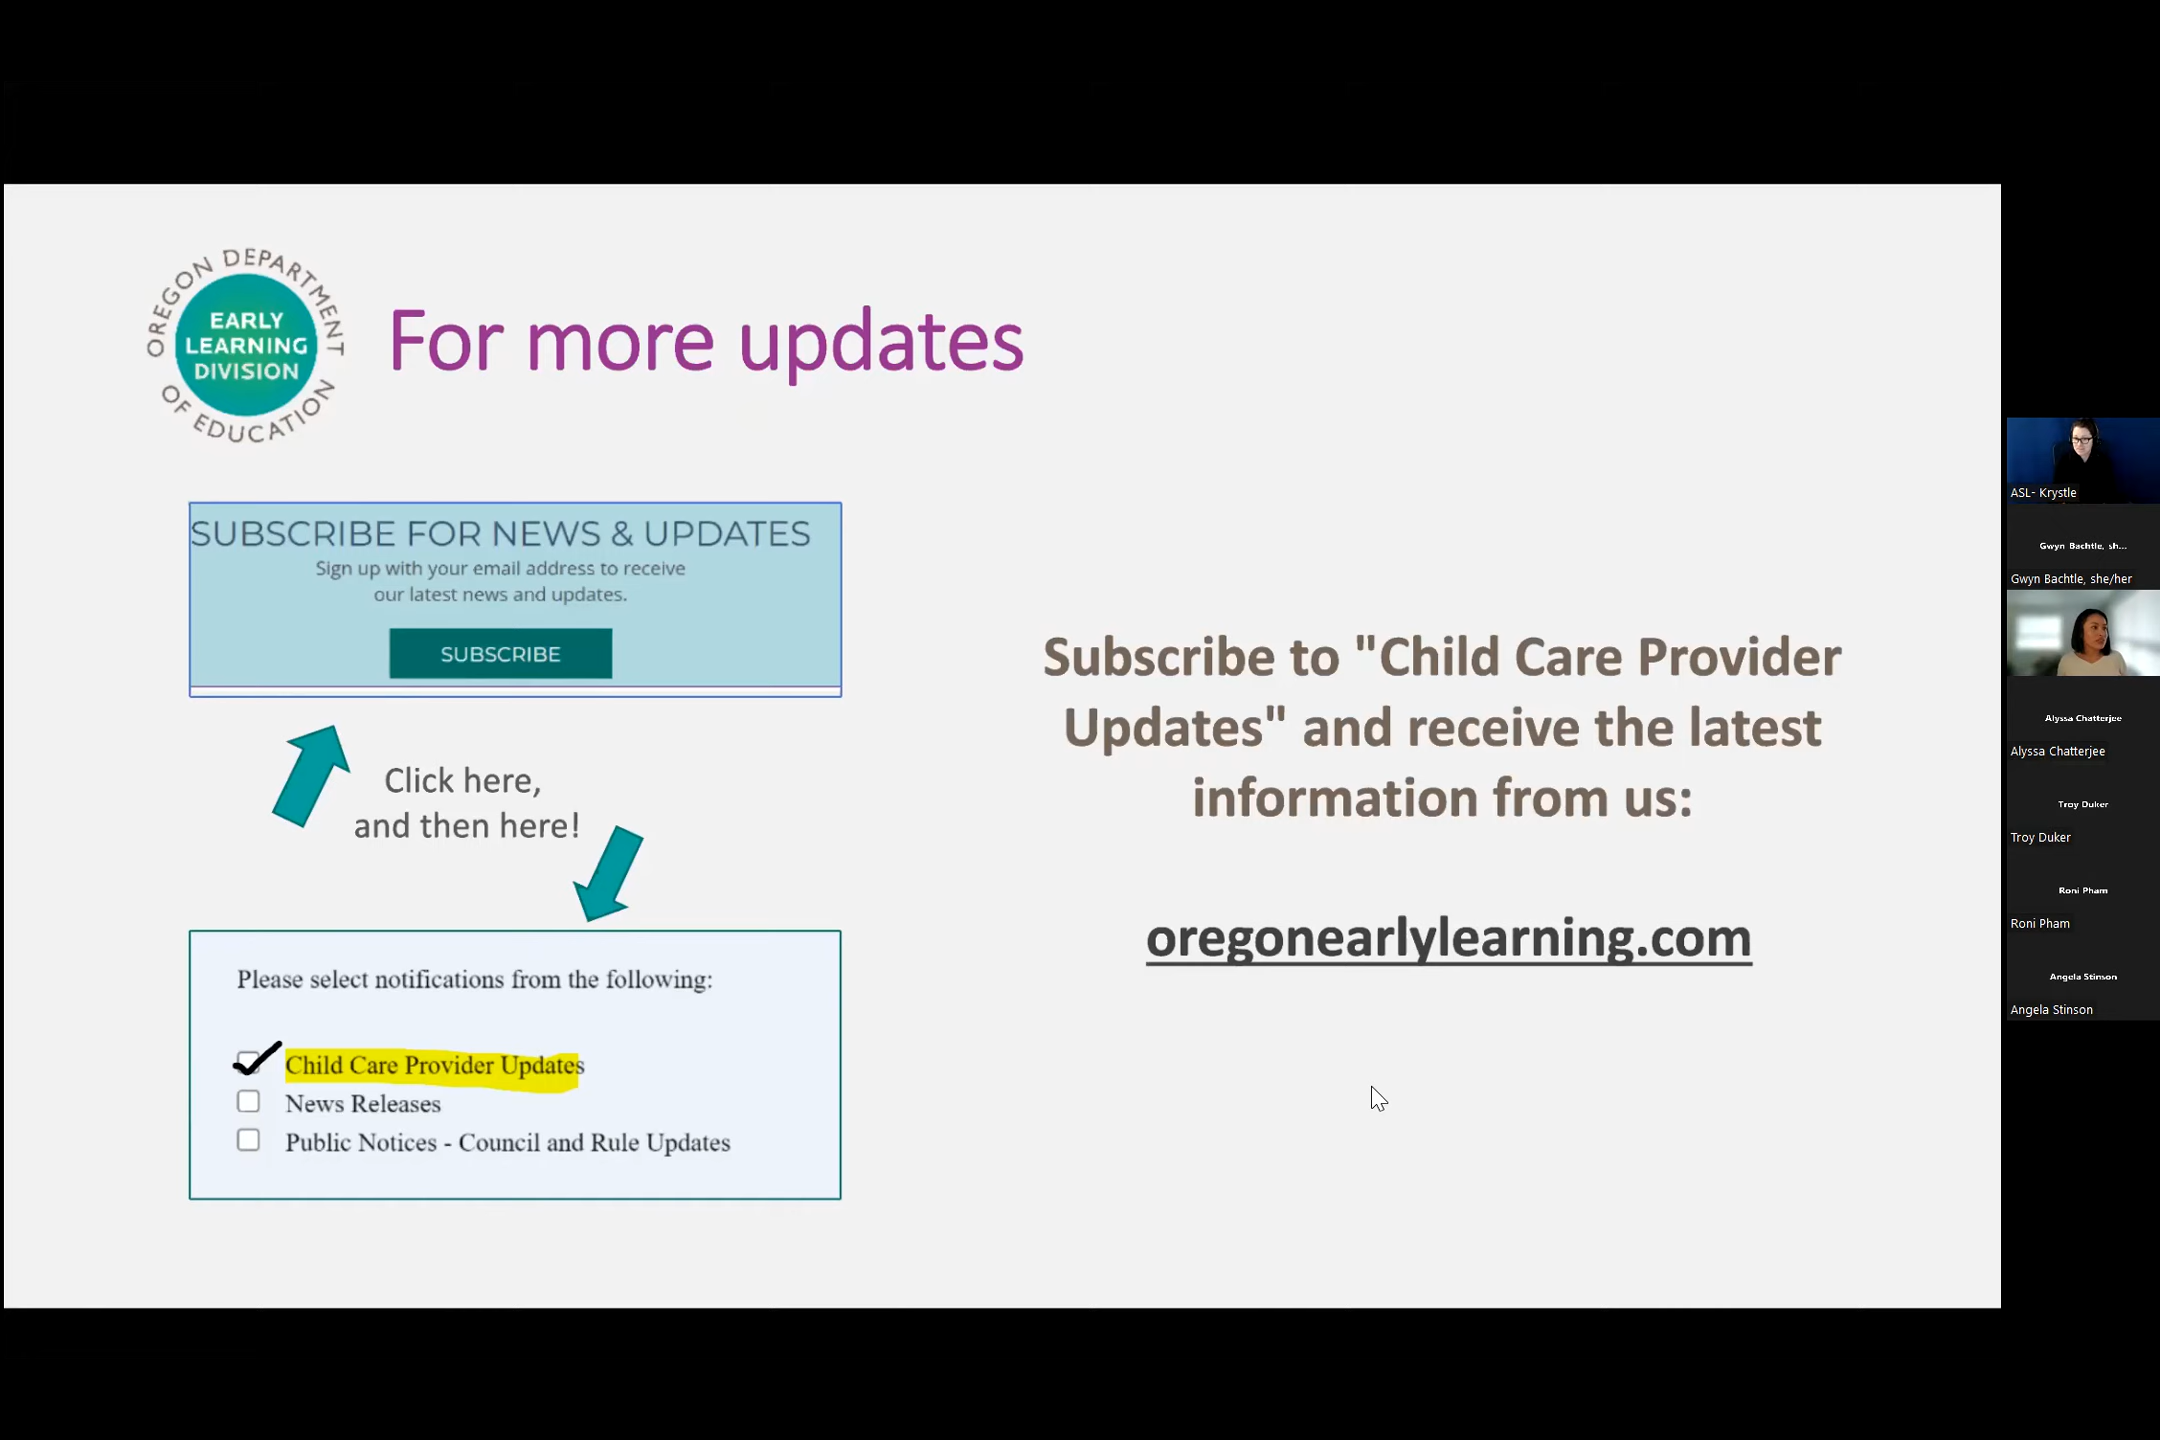 OREGON DEPARTMENT
OF EDUCATION
EARLY
LEARNING
DIVISION
For more updates
SUBSCRIBE FOR NEWS & UPDATES
Sign up with your email address to receive
our latest news and updates.
SUBSCRIBE
Click here,
and then here!
Please select notifications from the following:
Child Care Provider Updates
News Releases
Public Notices - Council and Rule Updates
Subscribe to "Child Care Provider
Updates" and receive the latest
information from us:
oregonearlylearning.com
ASL- Krystle
Gwyn Bachtle, sh...
Gwyn Bachtle, she/her
Alyssa Chatterjee
Alyssa Chatterjee
Troy Duker
Troy Duker
Roni Pham
Roni Pham
Angela Stinson
Angela Stinson